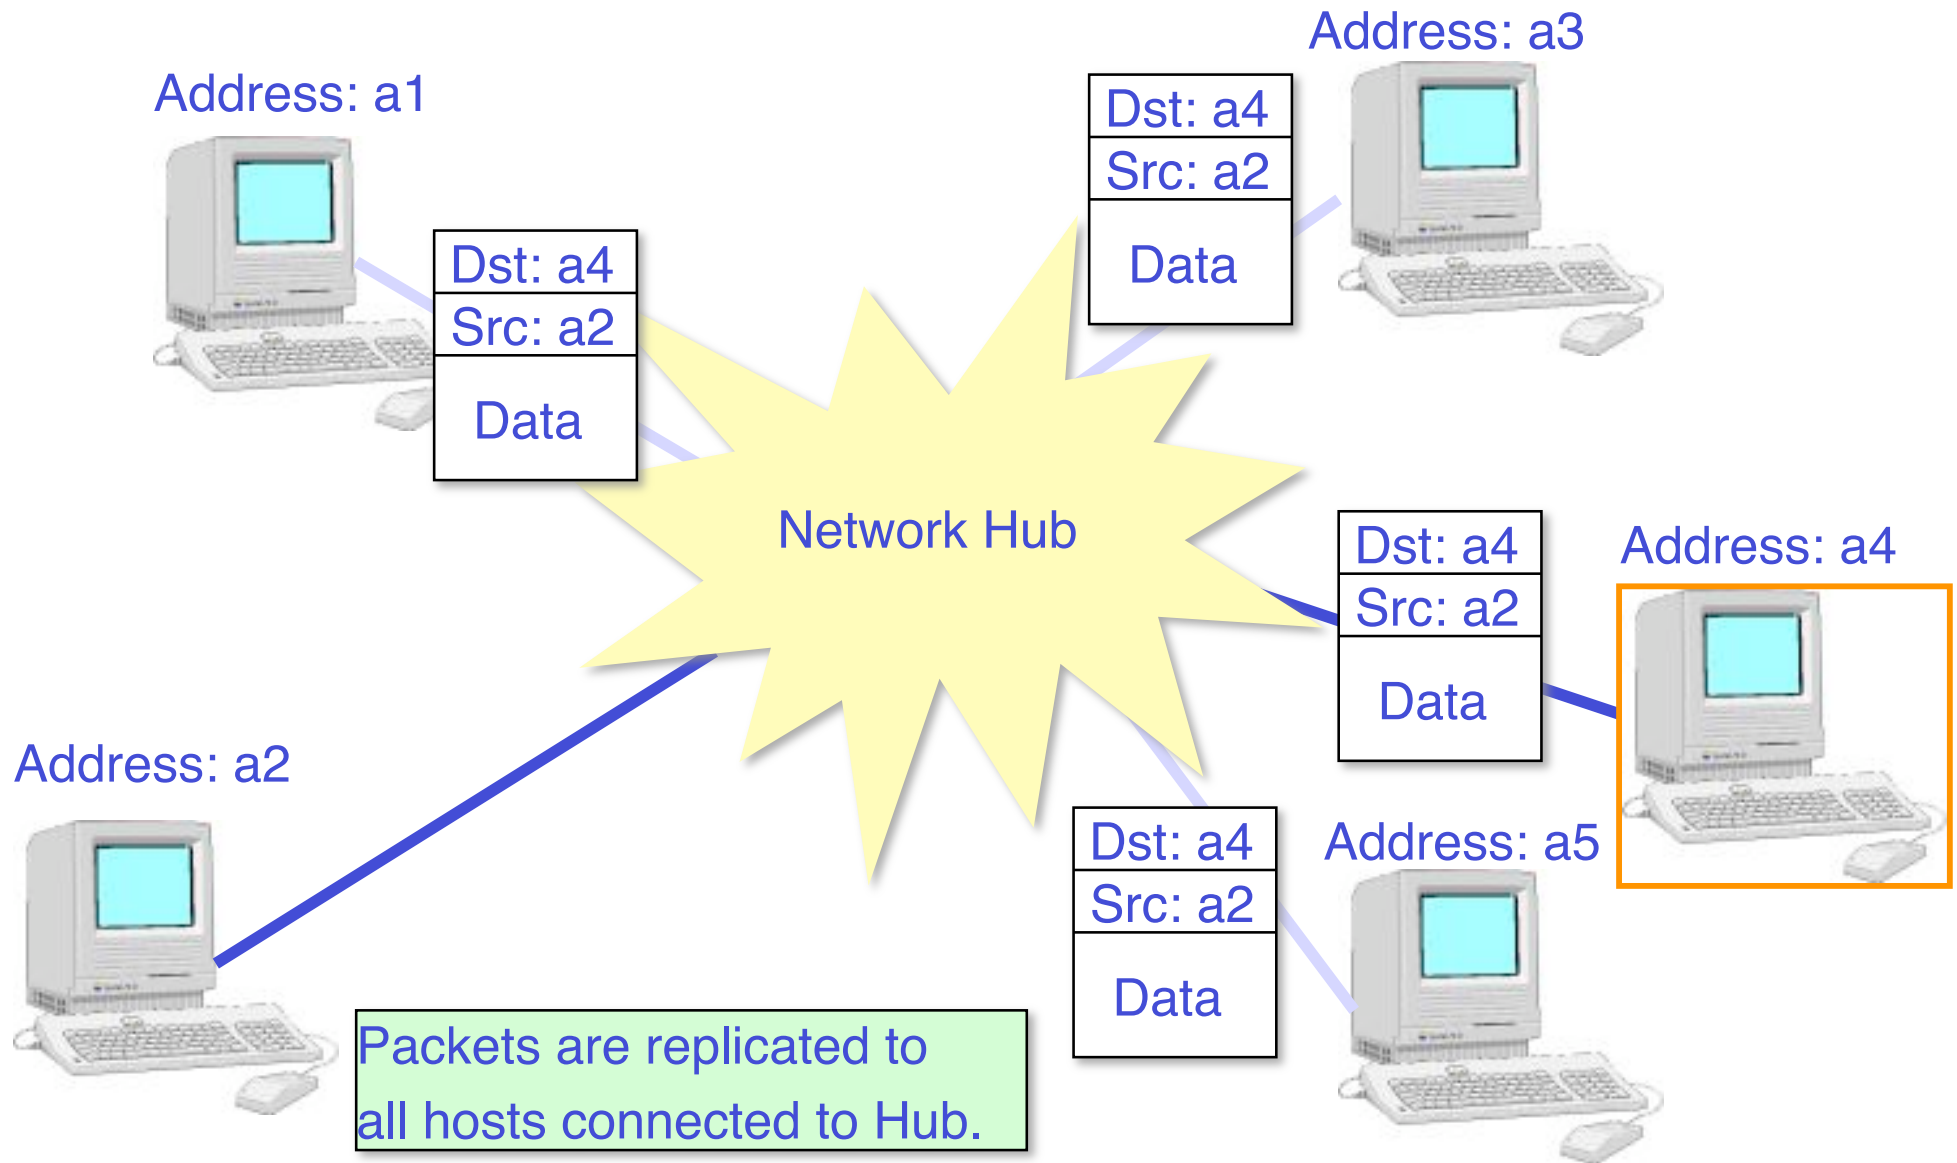 Address: a3
Address: a1
Dst: a4
Src: a2
Data
Dst: a4
Src: a2
Data
Network Hub
Dst: a4
Src: a2
Data
Address: a4
Address: a2
Dst: a4
Src: a2
Data
Address: a5
Packets are replicated to
all hosts connected to Hub.